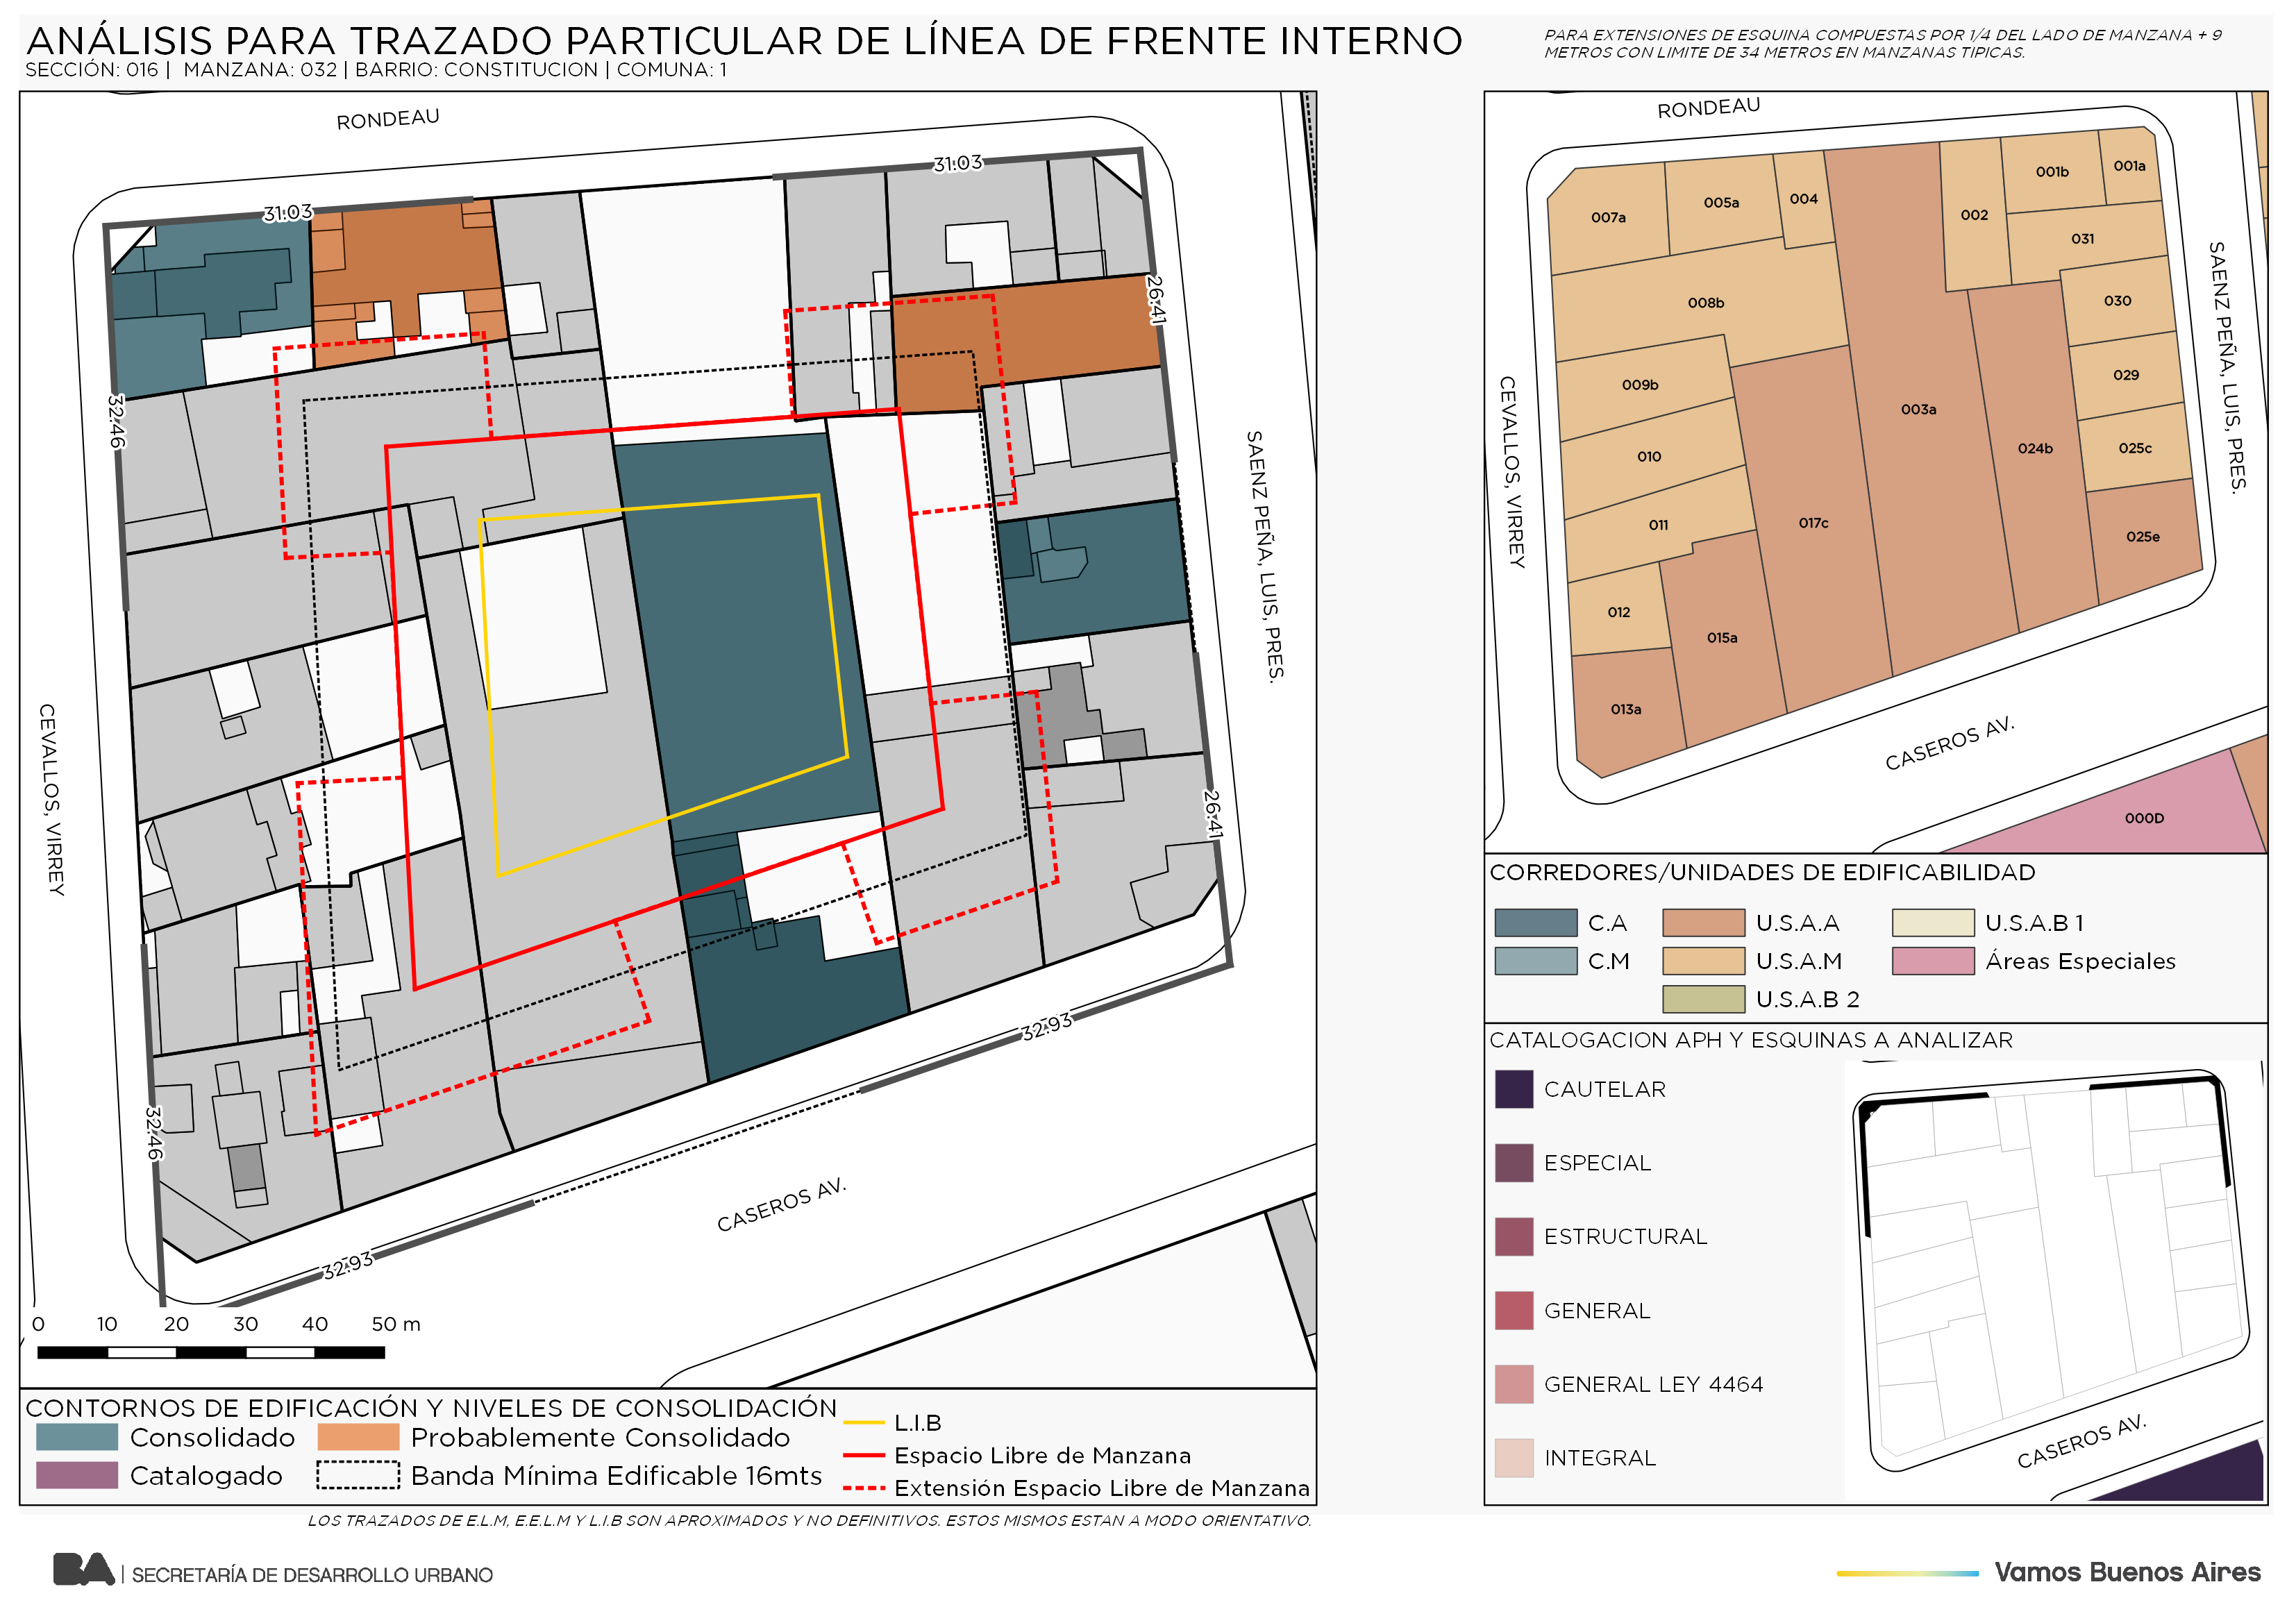 ANÁLISIS PARA TRAZADO PARTICULAR DE LÍNEA DE FRENTE INTERNO
SECCIÓN: 016 | MANZANA: 032 | BARRIO: CONSTITUCION | COMUNA: 1
PARA EXTENSIONES DE ESQUINA COMPUESTAS POR 1/4 DEL LADO DE MANZANA + 9
METROS CON LIMITE DE 34 METROS EN MANZANAS TIPICAS.
RONDEAU
31.03
31.03
26.41
32.46
SAENZ PEÑA, LUIS, PRES.
CEVALLOS, VIRREY
26.41
32.93
32.46
CASEROS AV.
32.93
0 10 20 30 40 50 m
CONTORNOS DE EDIFICACIÓN Y NIVELES DE CONSOLIDACIÓN
Consolidado
Probablemente Consolidado
Catalogado
Banda Mínima Edificable 16mts
L.I.B
Espacio Libre de Manzana
Extensión Espacio Libre de Manzana
RONDEAU
001b
001a
007a
005a
004
002
031
008b
030
SAENZ PEÑA, LUIS, PRES.
009b
029
003a
CEVALLOS, VIRREY
010
024b
025c
011
017c
025e
012
015a
013a
CASEROS AV.
000D
CORREDORES/UNIDADES DE EDIFICABILIDAD
C.A
U.S.A.A
U.S.A.B 1
C.M
U.S.A.M
Áreas Especiales
U.S.A.B 2
CATALOGACION APH Y ESQUINAS A ANALIZAR
CAUTELAR
ESPECIAL
ESTRUCTURAL
GENERAL
GENERAL LEY 4464
INTEGRAL
CASEROS AV.
LOS TRAZADOS DE E.L.M, E.E.L.M Y L.I.B SON APROXIMADOS Y NO DEFINITIVOS. ESTOS MISMOS ESTAN A MODO ORIENTATIVO.
BA | SECRETARÍA DE DESARROLLO URBANO
Vamos Buenos Aires